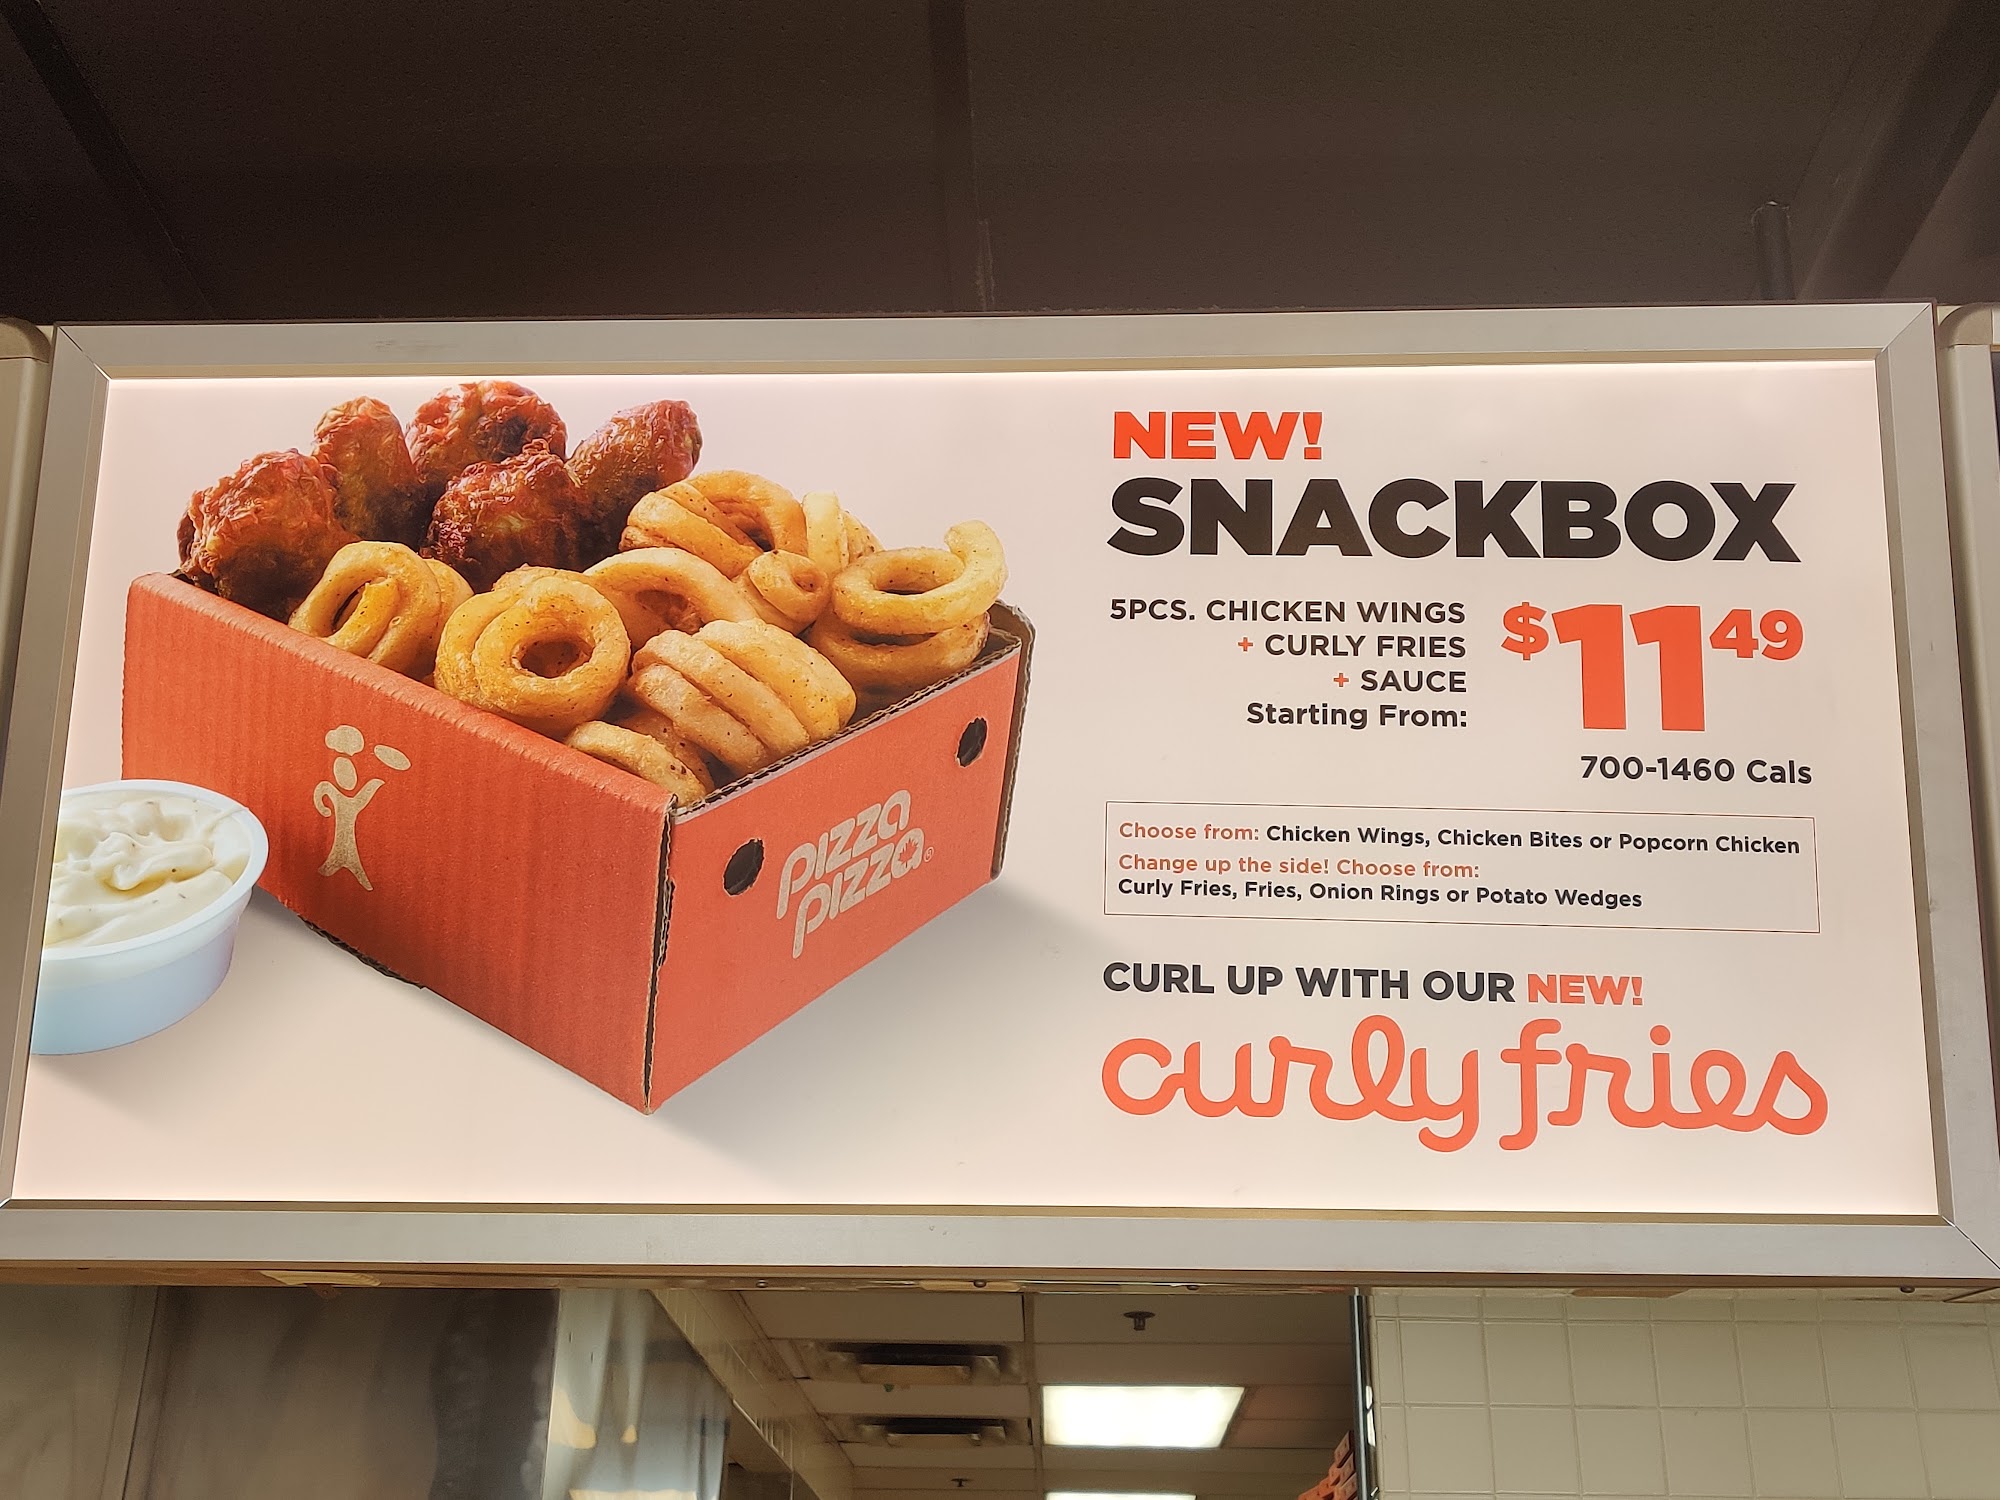 NEW!
SNACKBOX
5PCS. CHICKEN WINGS
+ CURLY FRIES
+ SAUCE
Starting From:
$11 49
700-1460 Cals
Choose from: Chicken Wings, Chicken Bites or Popcorn Chicken
Change up the side! Choose from:
Curly Fries, Fries, Onion Rings or Potato Wedges
CURL UP WITH OUR NEW!
curly fries
pizza
pizza®